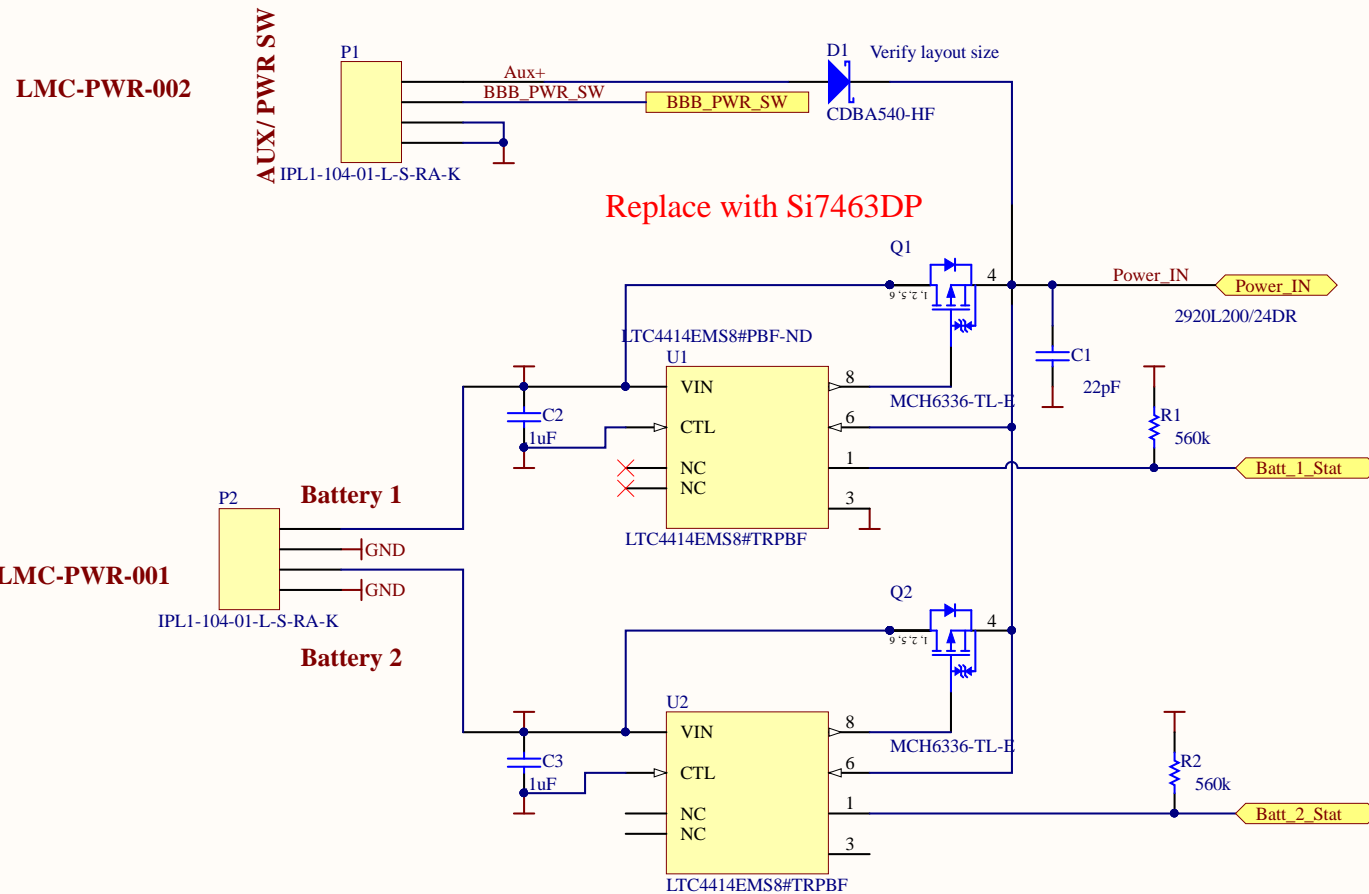 AUX/ PWR SW
LMC-PWR-002
P1
Aux+
BBB_PWR_SW
BBB_PWR_SW
IPL1-104-01-L-S-RA-K
D1
Verify layout size
CDBA540-HF
Replace with Si7463DP
Q1
1, 2, 5, 6
4
Power_IN
Power_IN
2920L200/24DR
C1
22pF
LTC4414EMS8#PBF-ND
U1
VIN
CTL
NC
NC
8
6
1
3
MCH6336-TL-E
LTC4414EMS8#TRPBF
C2
1uF
R1
560k
Batt_1_Stat
P2
Battery 1
GND
GND
LMC-PWR-001
IPL1-104-01-L-S-RA-K
Battery 2
Q2
1, 2, 5, 6
4
U2
VIN
CTL
NC
NC
8
6
1
3
MCH6336-TL-E
LTC4414EMS8#TRPBF
C3
1uF
R2
560k
Batt_2_Stat